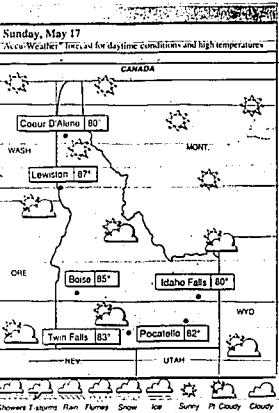 Sunday, May 17
"Accu-Weather" forecast for daytime conditions and high temperatures
CANADA
Coeur D'Alene 80°
WASH
MONT.
Lewiston 87°
ORE
Boise 85°
Idaho Falls 80°
WYO
Twin Falls 83°
Pocatello 82°
NEV
UTAH
Showers T-storms Rain Flurries Snow Ice Sunny Pt Cloudy Cloudy